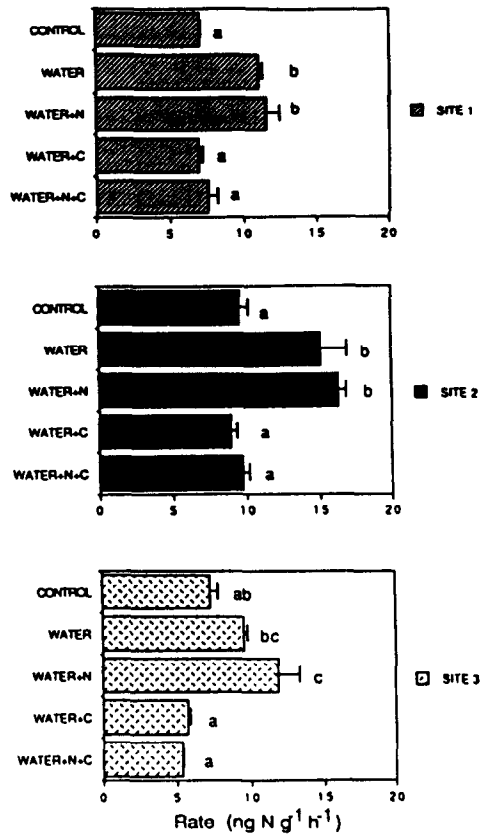 CONTROL a
WATER b
WATER+N b
SITE 1
WATER+C a
WATER+N+C a
0 5 10 15 20
CONTROL a
WATER b
WATER+N b
SITE 2
WATER+C a
WATER+N+C a
0 5 10 15 20
CONTROL ab
WATER bc
WATER+N c
SITE 3
WATER+C a
WATER+N+C a
0 5 10 15 20
Rate (ng N g⁻¹ h⁻¹)